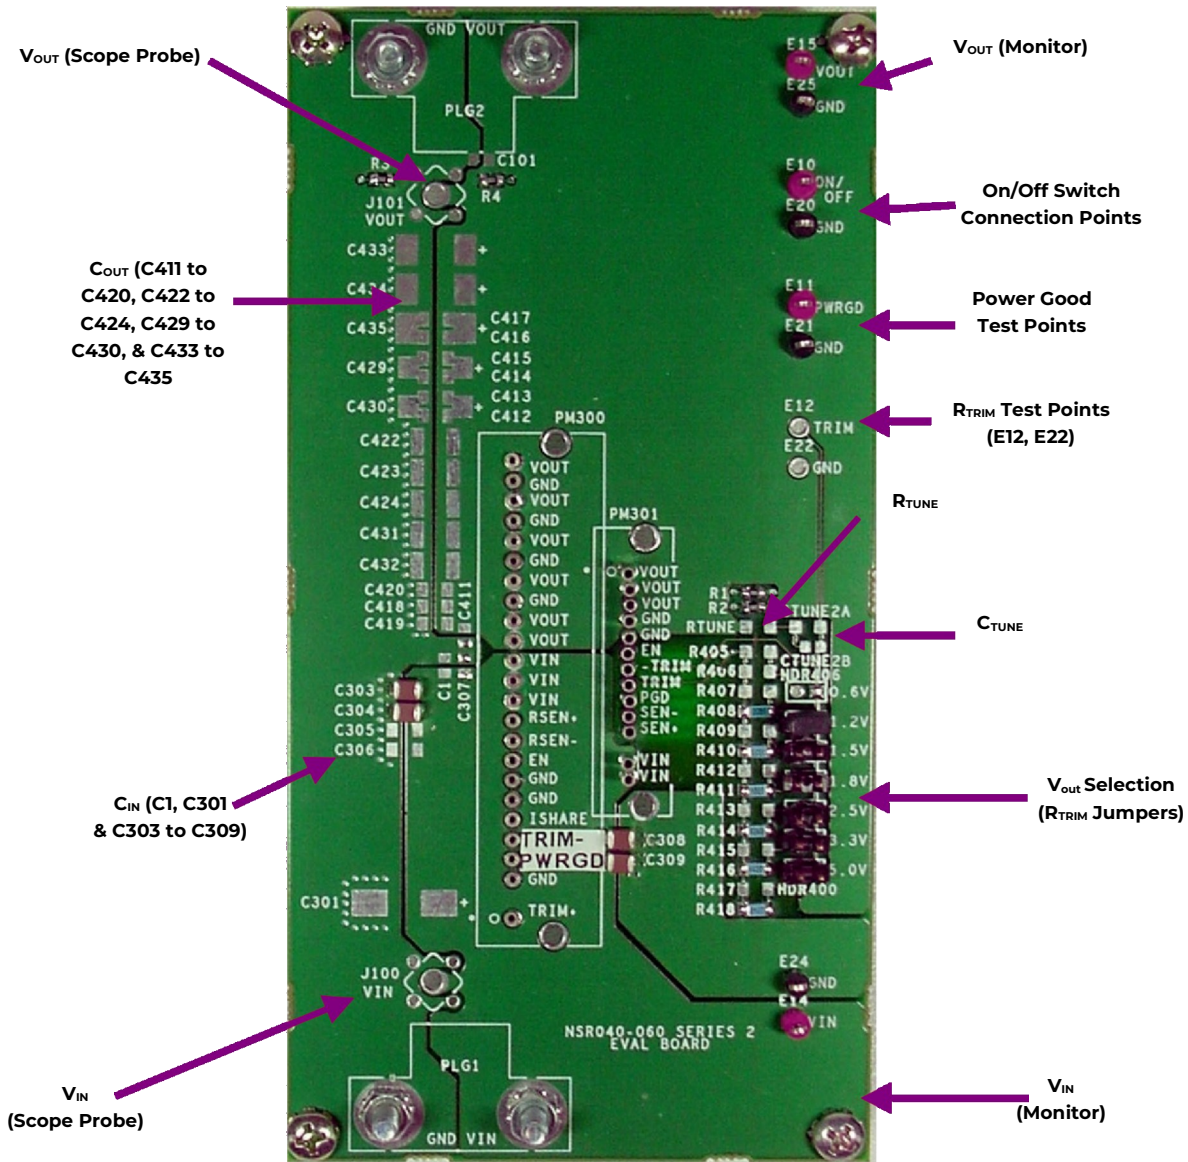 VOUT (Scope Probe)
COUT (C411 to
C420, C422 to
C424, C429 to
C430, & C433 to
C435
CIN (C1, C301
& C303 to C309)
VIN
(Scope Probe)
GND VOUT
PLG2
R3
C101
R4
J101
VOUT
C433
+
C434
+
C435
C417
C416
C429
C415
C414
C430
+
C413
C412
C422
C423
C424
C431
C432
C420
C418
C419
C411
C1
C307
C303
C304
C305
C306
C301
+
J100
VIN
PLG1
GND VIN
PM300
VOUT
GND
VOUT
GND
VOUT
GND
VOUT
GND
VOUT
VOUT
VIN
VIN
VIN
RSEN+
RSEN-
EN
GND
GND
ISHARE
TRIM-
PWRGD
GND
TRIM+
PM301
VOUT
VOUT
VOUT
GND
GND
EN
-TRIM
TRIM
PGD
SEN-
SEN+
VIN
VIN
C308
C309
R1
R2
RTUNE
CTUNE2A
R405
CTUNE2B
R406
HDR406
R407
0.6V
R408
1.2V
R409
R410
1.5V
R412
R411
1.8V
R413
2.5V
R414
3.3V
R415
R416
5.0V
R417
HDR400
R418
E15
VOUT
E25
GND
E10
ON/
OFF
E20
GND
E11
PWRGD
E21
GND
E12
TRIM
E22
GND
E24
GND
E14
VIN
NSR040-060 SERIES 2
EVAL BOARD
VOUT (Monitor)
On/Off Switch
Connection Points
Power Good
Test Points
RTRIM Test Points
(E12, E22)
RTUNE
CTUNE
Vout Selection
(RTRIM Jumpers)
VIN
(Monitor)